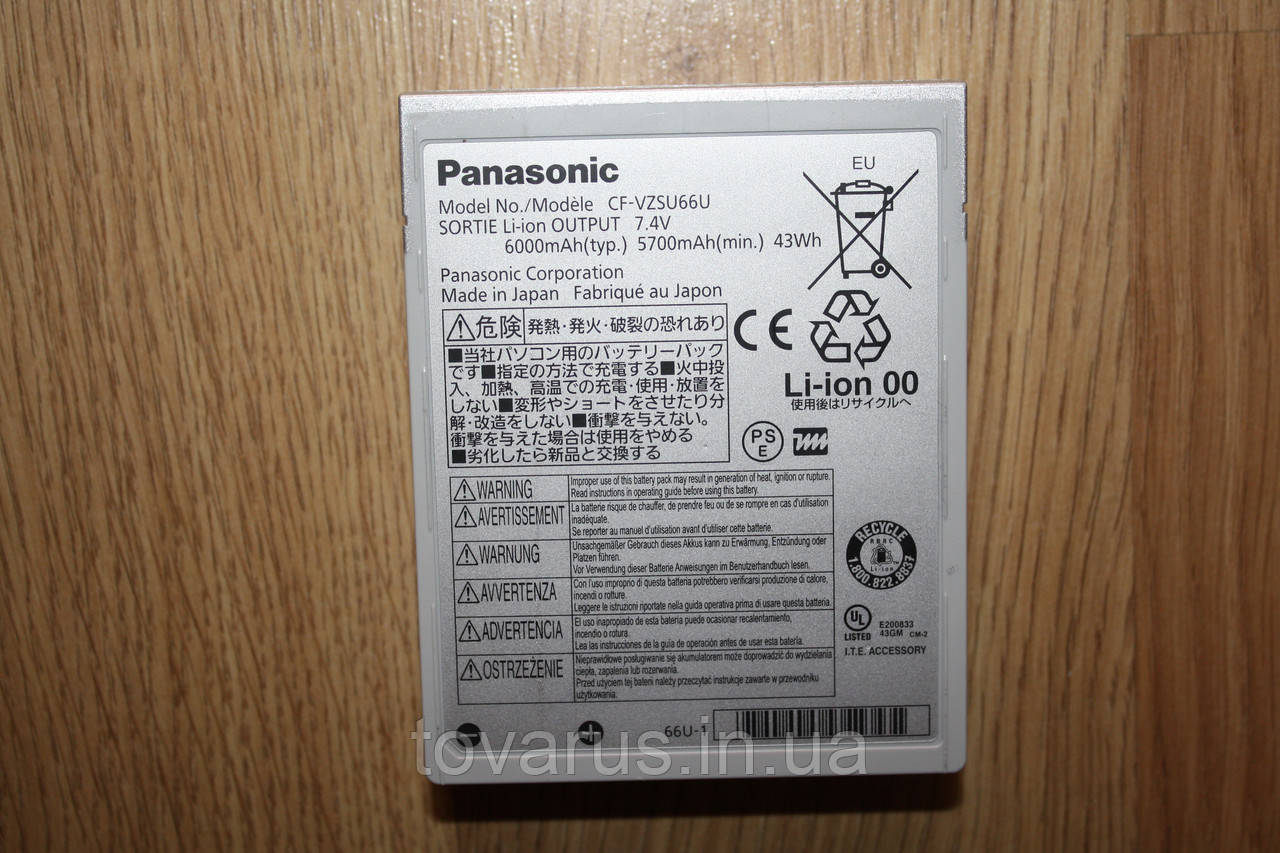 Panasonic
Model No./Modèle CF-VZSU66U
SORTIE Li-ion OUTPUT 7.4V
6000mAh(typ.) 5700mAh(min.) 43Wh
Panasonic Corporation
Made in Japan Fabriqué au Japon
EU
危険 発熱・発火・破裂の恐れあり
■当社パソコン用のバッテリーパック
です■指定の方法で充電する■火中投
入、加熱、高温での充電・使用・放置を
しない■変形やショートをさせたり分
解・改造をしない■衝撃を与えない。
衝撃を与えた場合は使用をやめる
■劣化したら新品と交換する
CE
Li-ion 00
使用後はリサイクルへ
PS
E
WARNING
Improper use of this battery pack may result in generation of heat, ignition or rupture.
Read instructions in operating guide before using this battery.
AVERTISSEMENT
La batterie risque de chauffer, de prendre feu ou de se rompre en cas d'utilisation
inadéquate.
Se reporter au manuel d'utilisation avant d'utiliser cette batterie.
WARNUNG
Unsachgemäßer Gebrauch dieses Akkus kann zu Erwärmung, Entzündung oder
Platzen führen.
Vor Verwendung dieser Batterie Anweisungen im Benutzerhandbuch lesen.
AVVERTENZA
Con l'uso improprio di questa batteria potrebbero verificarsi produzione di calore,
incendi o rotture.
Leggere le istruzioni riportate nella guida operativa prima di usare questa batteria.
ADVERTENCIA
El uso inapropiado de esta batería puede ocasionar recalentamiento,
incendio o rotura.
Lea las instrucciones de la guía de operación antes de usar esta batería.
OSTRZEŻENIE
Nieprawidłowe posługiwanie się akumulatorem może doprowadzić do wydzielania
ciepła, zapalenia lub rozerwania.
Przed użyciem tej baterii należy przeczytać instrukcje zawarte w przewodniku
użytkowania.
RECYCLE
RBRC
Li-ion
1.800.822.8837
UL
LISTED
E200833
43GM CM-2
I.T.E. ACCESSORY
66U-1
tovarus.in.ua